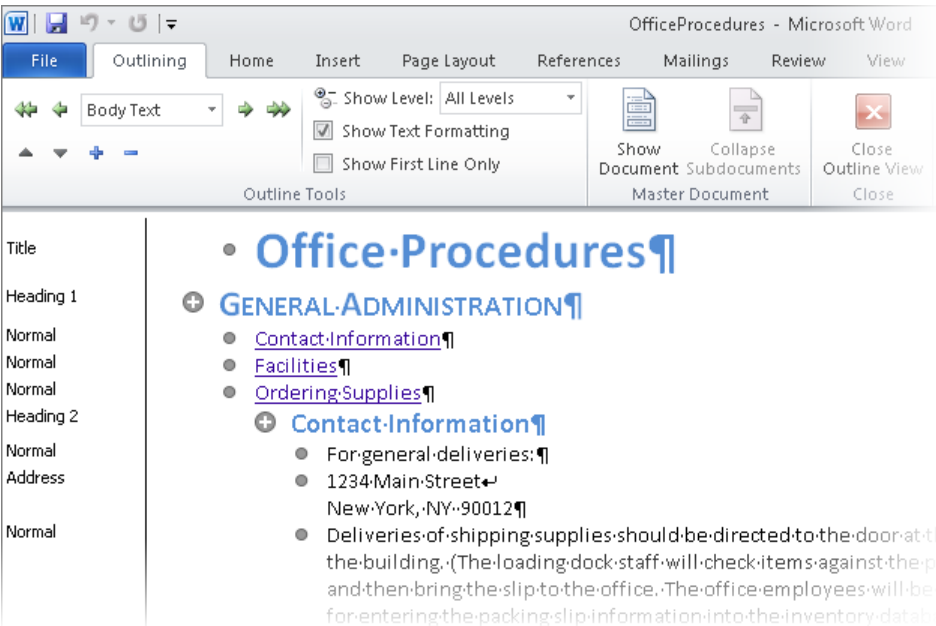 W
OfficeProcedures - Microsoft Word
File Outlining Home Insert Page Layout References Mailings Review View
Body Text
Show Level: All Levels
Show Text Formatting
Show First Line Only
Show Document
Collapse Subdocuments
Close Outline View
Outline Tools Master Document Close
Title Office·Procedures¶
Heading 1 GENERAL·ADMINISTRATION¶
Normal Contact·Information¶
Normal Facilities¶
Normal Ordering·Supplies¶
Heading 2 Contact·Information¶
Normal For·general·deliveries:¶
Address 1234·Main·Street↵
New·York,·NY··90012¶
Normal Deliveries·of·shipping·supplies·should·be·directed·to·the·door·at·
the·building.·(The·loading·dock·staff·will·check·items·against·the·
and·then·bring·the·slip·to·the·office.·The·office·employees·will·be·
for·entering·the·packing·slip·information·into·the·inventory·